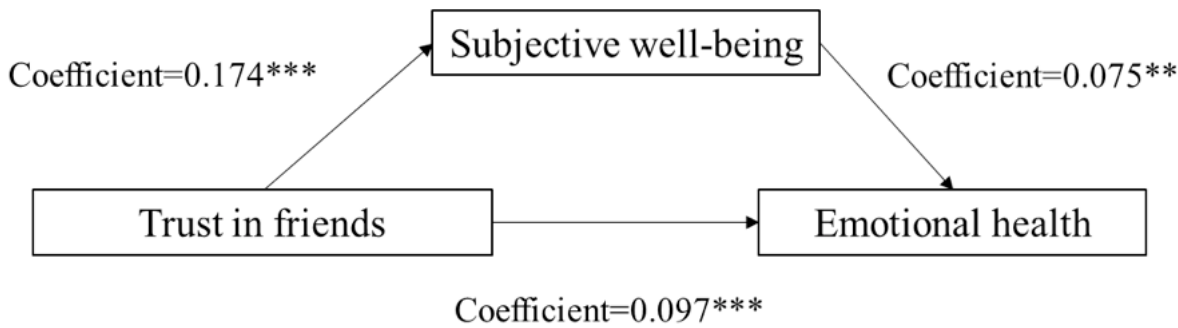 Subjective well-being
Coefficient=0.174***
Coefficient=0.075**
Trust in friends
Emotional health
Coefficient=0.097***